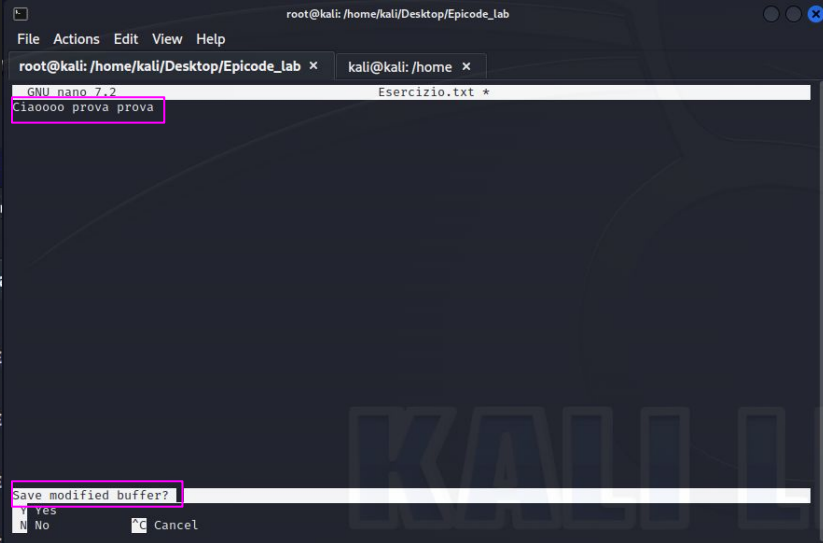 root@kali: /home/kali/Desktop/Epicode_lab
File Actions Edit View Help
root@kali: /home/kali/Desktop/Epicode_lab × kali@kali: /home ×
GNU nano 7.2 Esercizio.txt *
Ciaoooo prova prova
KALI L
Save modified buffer?
Y Yes
N No ^C Cancel